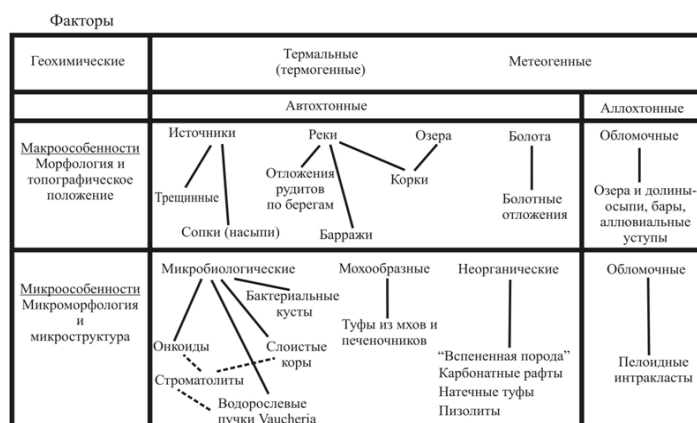 Факторы
Геохимические
Термальные
(термогенные)
Метеогенные
Автохтонные
Аллохтонные
Макроособенности
Морфология и
топографическое
положение
Источники
Реки
Озера
Болота
Трещинные
Отложения
рудитов
по берегам
Корки
Болотные
отложения
Сопки (насыпи)
Барражи
Обломочные
Озера и долины-
осыпи, бары,
аллювиальные
уступы
Микроособенности
Микроморфология
и
микроструктура
Микробиологические
Мохообразные
Неорганические
Бактериальные
кусты
Туфы из мхов и
печеночников
Онкоиды
Слоистые
коры
Строматолиты
Водорослевые
пучки Vaucheria
“Вспененная порода”
Карбонатные рафты
Натечные туфы
Пизолиты
Обломочные
Пелоидные
интракласты